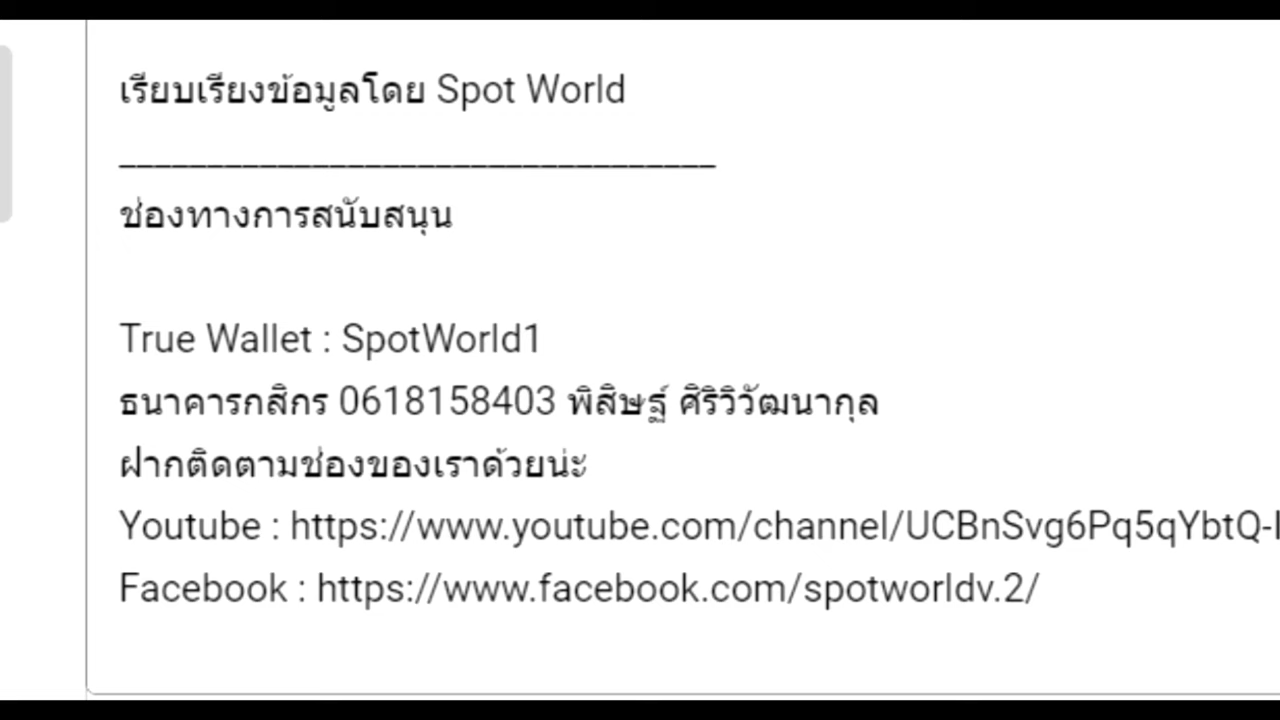 เรียบเรียงข้อมูลโดย Spot World
__________________________________
ช่องทางการสนับสนุน
True Wallet : SpotWorld1
ธนาคารกสิกร 0618158403 พิสิษฐ์ ศิริวิวัฒนากุล
ฝากติดตามช่องของเราด้วยน่ะ
Youtube : https://www.youtube.com/channel/UCBnSvg6Pq5qYbtQ-
Facebook : https://www.facebook.com/spotworldv.2/